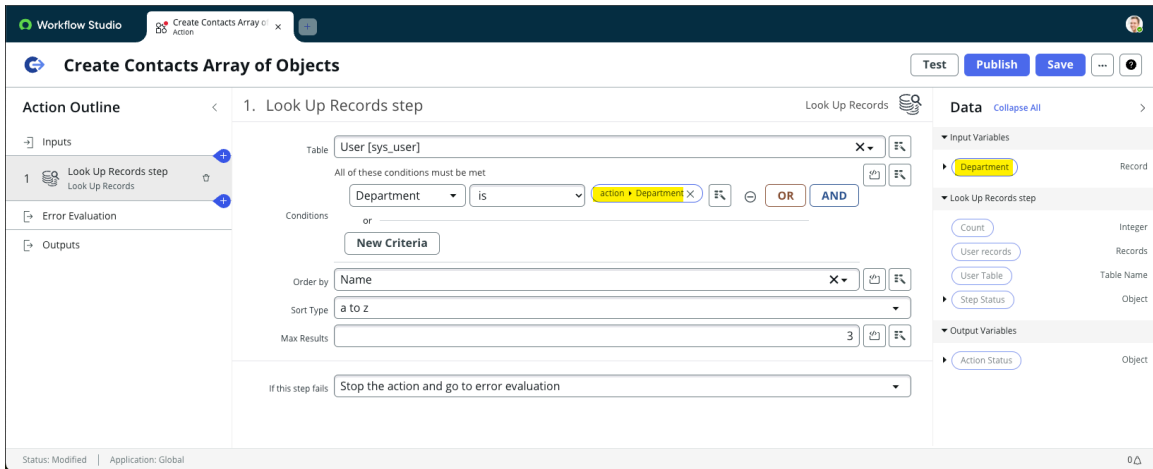 Workflow Studio
Create Contacts Array of
Action
Create Contacts Array of Objects
Test
Publish
Save
Action Outline
Inputs
1
Look Up Records step
Look Up Records
Error Evaluation
Outputs
1. Look Up Records step
Look Up Records
Table
User [sys_user]
All of these conditions must be met
Conditions
Department
is
action ▸ Department
OR
AND
or
New Criteria
Order by
Name
Sort Type
a to z
Max Results
3
If this step fails
Stop the action and go to error evaluation
Data
Collapse All
Input Variables
Department
Record
Look Up Records step
Count
Integer
User records
Records
User Table
Table Name
Step Status
Object
Output Variables
Action Status
Object
Status: Modified
Application: Global
0